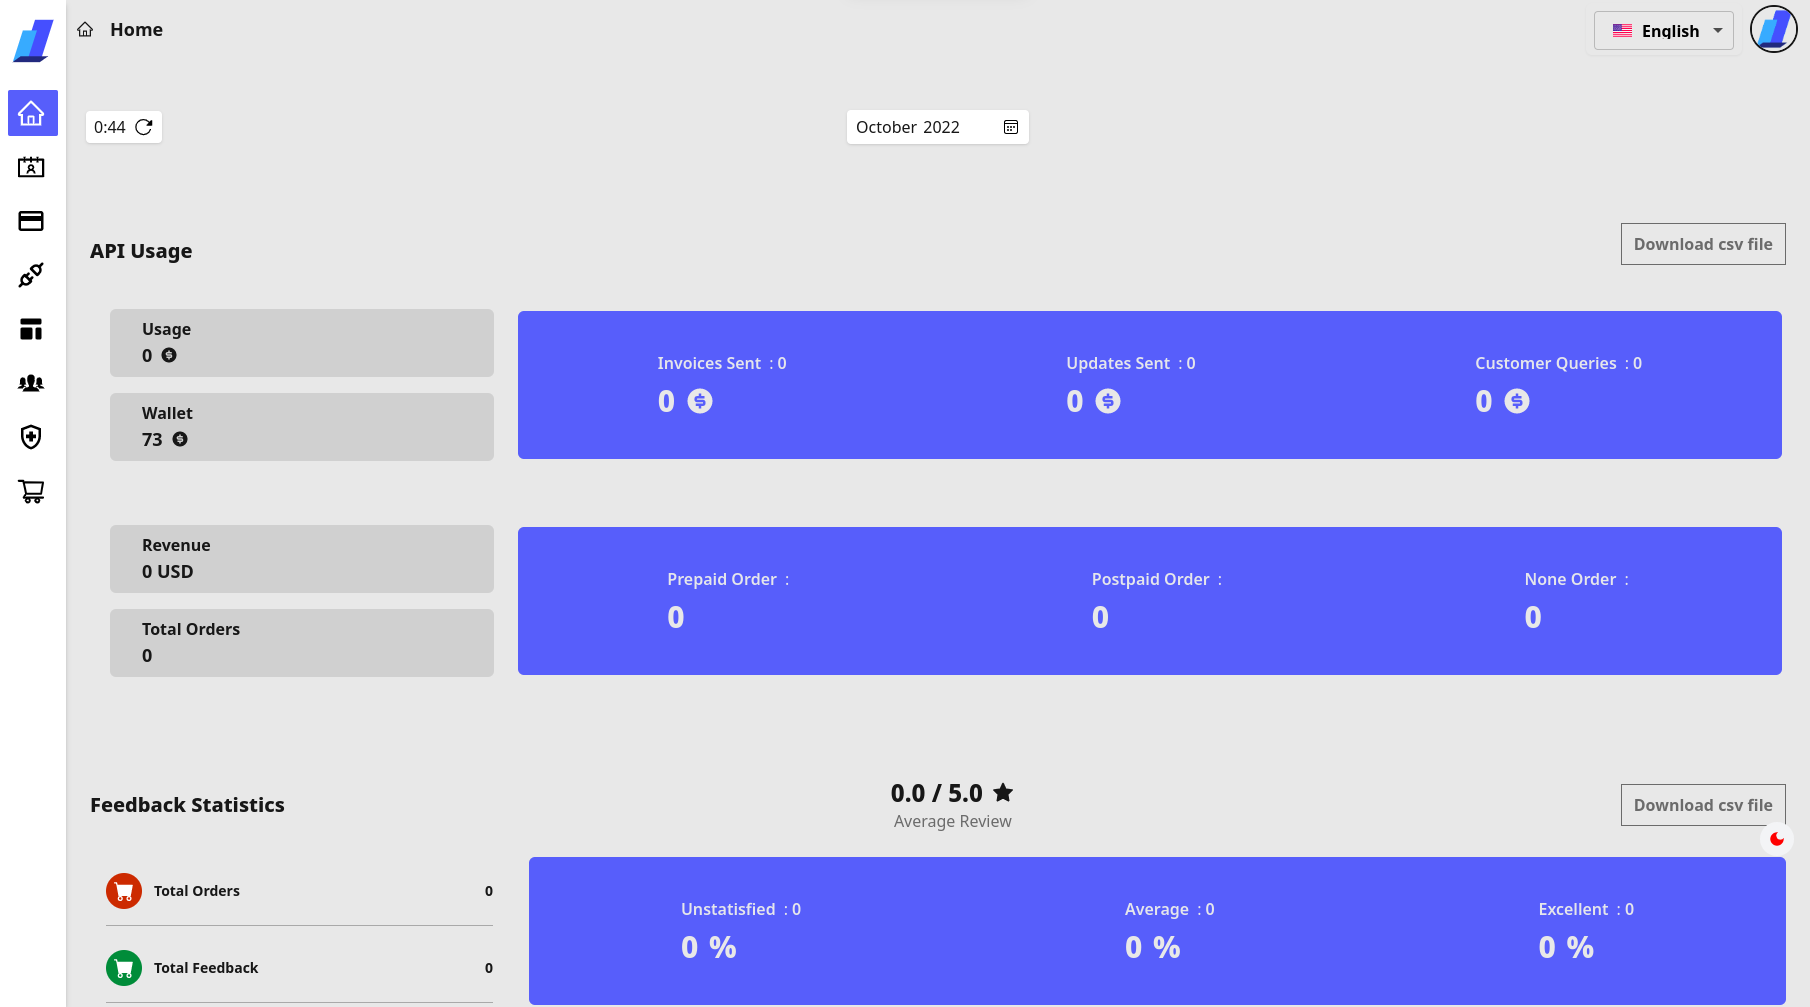 Home
English
0:44
October 2022
API Usage
Download csv file
Usage
0
Wallet
73
Invoices Sent : 0
0
Updates Sent : 0
0
Customer Queries : 0
0
Revenue
0 USD
Total Orders
0
Prepaid Order :
0
Postpaid Order :
0
None Order :
0
Feedback Statistics
0.0 / 5.0
Average Review
Download csv file
Total Orders 0
Total Feedback 0
Unstatisfied : 0
0 %
Average : 0
0 %
Excellent : 0
0 %